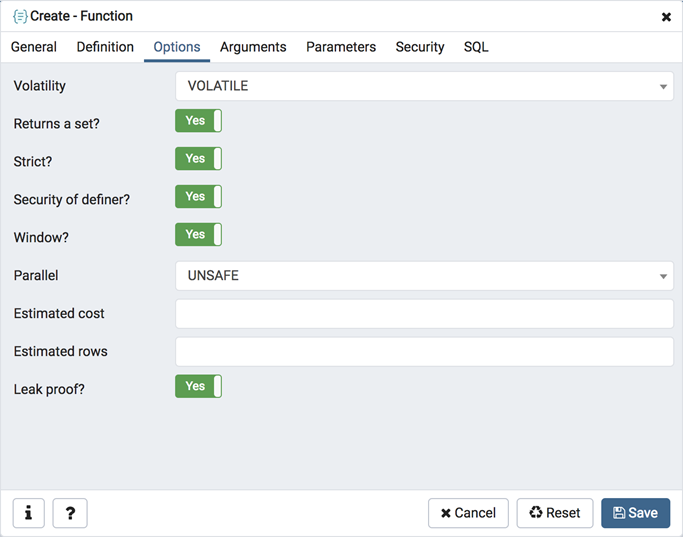 Create - Function
General Definition Options Arguments Parameters Security SQL
Volatility VOLATILE
Returns a set? Yes
Strict? Yes
Security of definer? Yes
Window? Yes
Parallel UNSAFE
Estimated cost
Estimated rows
Leak proof? Yes
i ? Cancel Reset Save